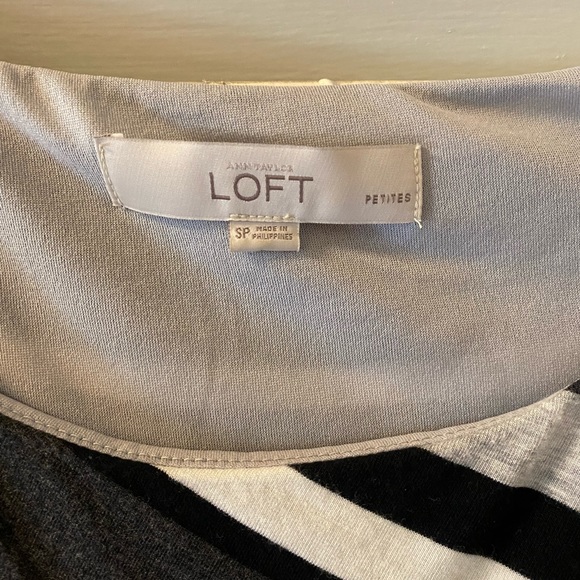 ANN TAYLOR
LOFT
PETITES
SP MADE IN
PHILIPPINES